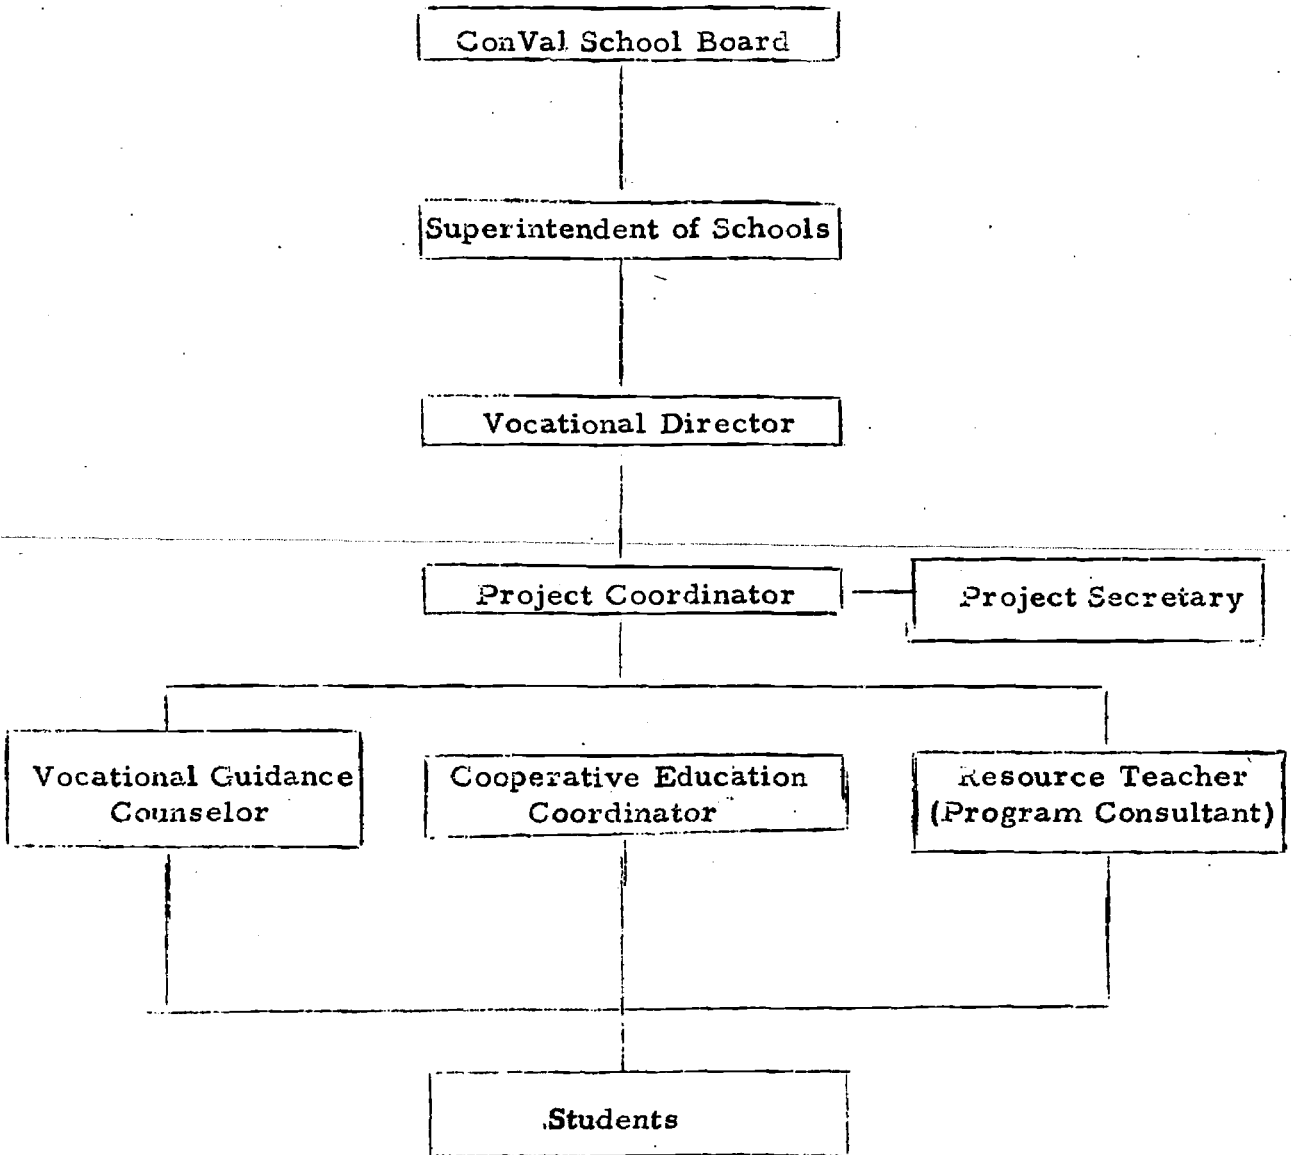 ConVal School Board
Superintendent of Schools
Vocational Director
Project Coordinator
Project Secretary
Vocational Guidance
Counselor
Cooperative Education
Coordinator
Resource Teacher
(Program Consultant)
Students